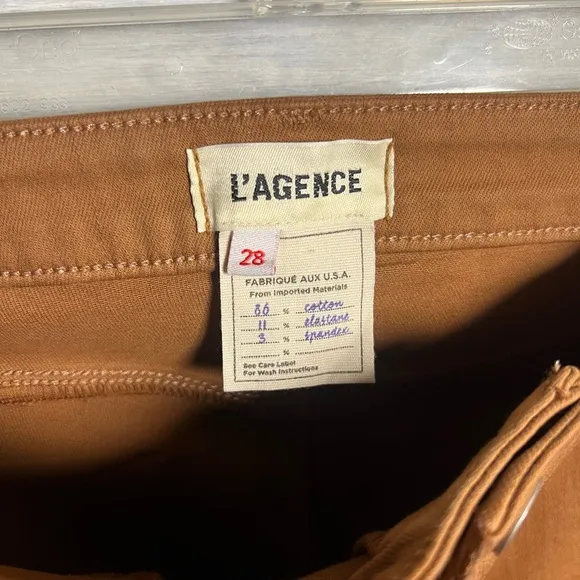 L'AGENCE
28
FABRIQUÉ AUX U.S.A.
From Imported Materials
86 % cotton
11 % elastane
3 % spandex
%
See Care Label
For Wash Instructions